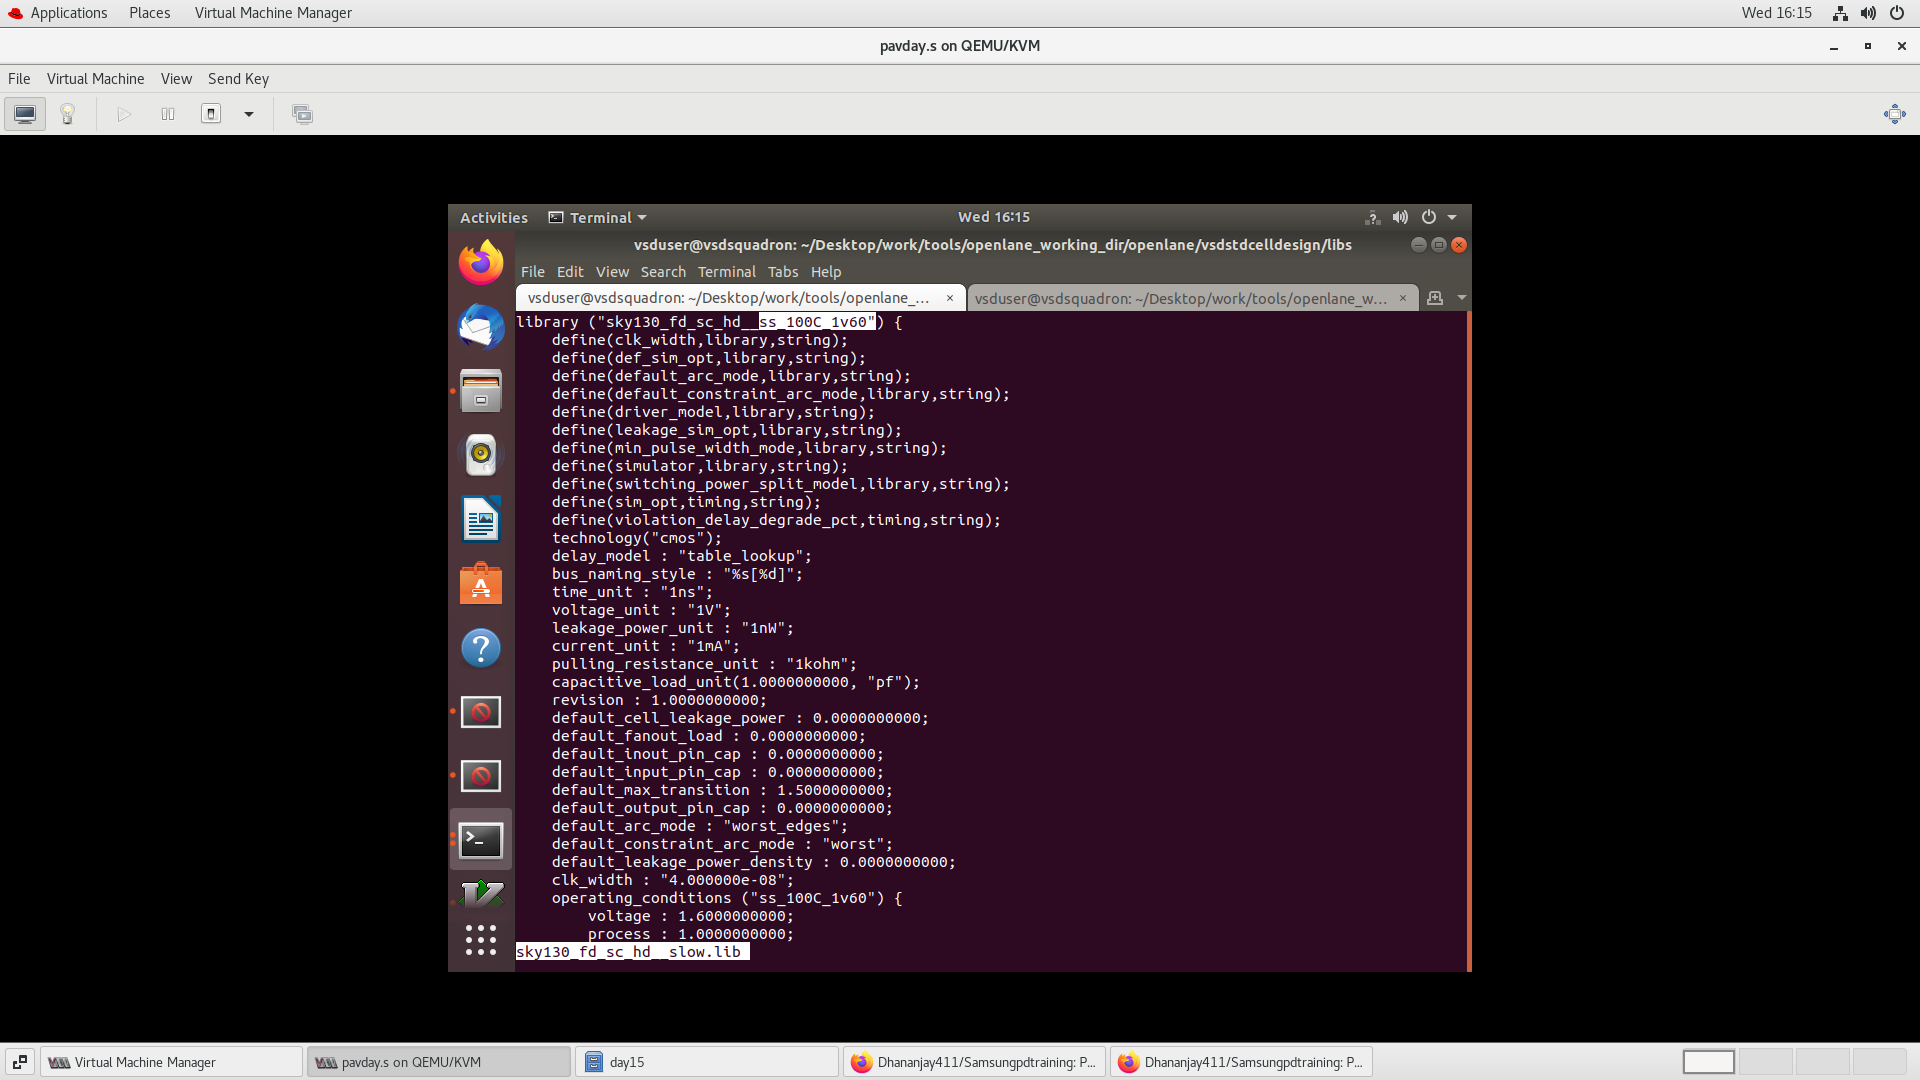 Applications Places Virtual Machine Manager Wed 16:15
pavday.s on QEMU/KVM
File Virtual Machine View Send Key
Activities Terminal Wed 16:15
vsduser@vsdsquadron: ~/Desktop/work/tools/openlane_working_dir/openlane/vsdstdcelldesign/libs
File Edit View Search Terminal Tabs Help
vsduser@vsdsquadron: ~/Desktop/work/tools/openlane_... × vsduser@vsdsquadron: ~/Desktop/work/tools/openlane_w... ×
library ("sky130_fd_sc_hd__ss_100C_1v60") {
define(clk_width,library,string);
define(def_sim_opt,library,string);
define(default_arc_mode,library,string);
define(default_constraint_arc_mode,library,string);
define(driver_model,library,string);
define(leakage_sim_opt,library,string);
define(min_pulse_width_mode,library,string);
define(simulator,library,string);
define(switching_power_split_model,library,string);
define(sim_opt,timing,string);
define(violation_delay_degrade_pct,timing,string);
technology("cmos");
delay_model : "table_lookup";
bus_naming_style : "%s[%d]";
time_unit : "1ns";
voltage_unit : "1V";
leakage_power_unit : "1nW";
current_unit : "1mA";
pulling_resistance_unit : "1kohm";
capacitive_load_unit(1.0000000000, "pf");
revision : 1.0000000000;
default_cell_leakage_power : 0.0000000000;
default_fanout_load : 0.0000000000;
default_inout_pin_cap : 0.0000000000;
default_input_pin_cap : 0.0000000000;
default_max_transition : 1.5000000000;
default_output_pin_cap : 0.0000000000;
default_arc_mode : "worst_edges";
default_constraint_arc_mode : "worst";
default_leakage_power_density : 0.0000000000;
clk_width : "4.000000e-08";
operating_conditions ("ss_100C_1v60") {
voltage : 1.6000000000;
process : 1.0000000000;
sky130_fd_sc_hd__slow.lib
Virtual Machine Manager pavday.s on QEMU/KVM day15 Dhananjay411/Samsungpdtraining: P... Dhananjay411/Samsungpdtraining: P...